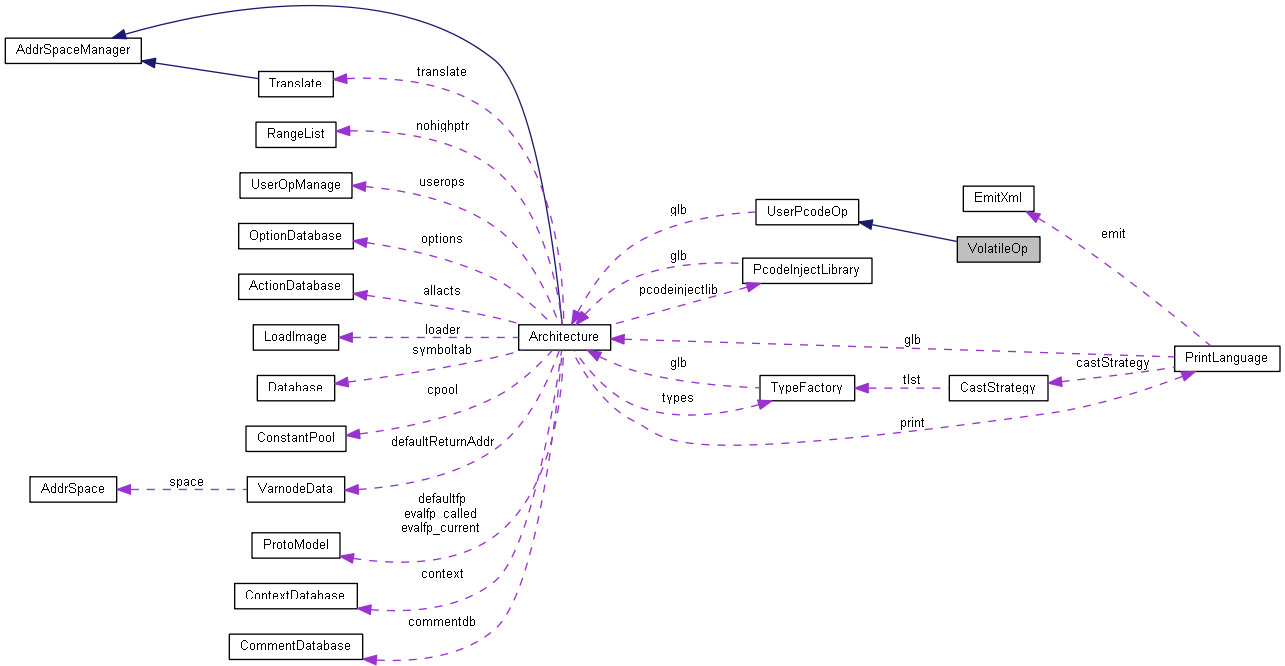 AddrSpaceManager
translate
Translate
nohighptr
RangeList
userops
UserOpManage
options
OptionDatabase
allacts
ActionDatabase
loader
LoadImage
symboltab
Database
cpool
ConstantPool
defaultReturnAddr
AddrSpace
space
VarnodeData
defaultfp
evalfp_called
evalfp_current
ProtoModel
context
ContextDatabase
commentdb
CommentDatabase
Architecture
glb
UserPcodeOp
VolatileOp
glb
PcodeInjectLibrary
pcodeinjectlib
glb
TypeFactory
types
tlst
CastStrategy
castStrategy
glb
print
EmitXml
emit
PrintLanguage